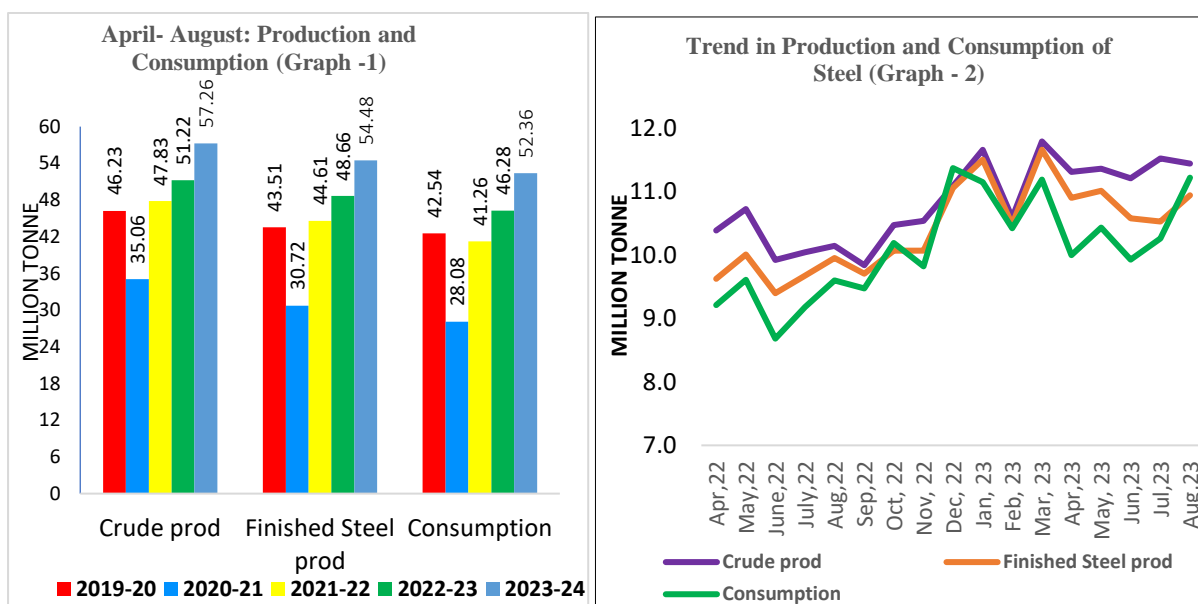 April- August: Production and
Consumption (Graph -1)
MILLION TONNE
60
54
48
42
36
30
24
18
12
6
0
46.23
35.06
47.83
51.22
57.26
43.51
30.72
44.61
48.66
54.48
42.54
28.08
41.26
46.28
52.36
Crude prod
Finished Steel
prod
Consumption
2019-20
2020-21
2021-22
2022-23
2023-24
Trend in Production and Consumption of
Steel (Graph - 2)
MILLION TONNE
12.0
11.0
10.0
9.0
8.0
7.0
Apr,22
May,22
June,22
July,22
Aug,22
Sep,22
Oct, 22
Nov, 22
Dec, 22
Jan, 23
Feb, 23
Mar, 23
Apr, 23
May, 23
Jun, 23
Jul, 23
Aug,23
Crude prod
Finished Steel prod
Consumption